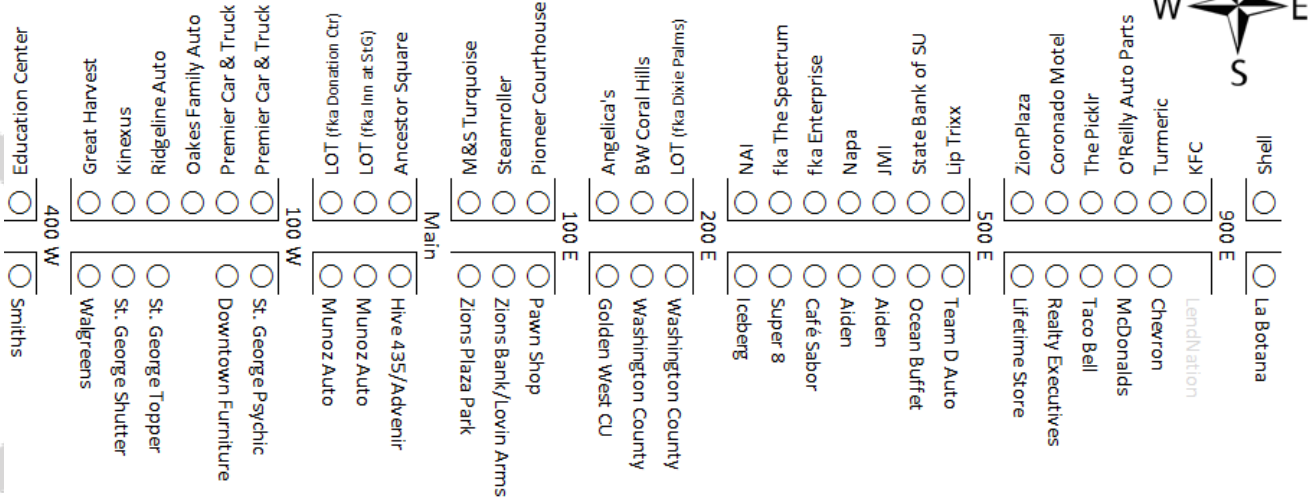 W
E
S
Education Center
Great Harvest
Kinexus
Ridgeline Auto
Oakes Family Auto
Premier Car & Truck
Premier Car & Truck
LOT (fka Donation Ctr)
LOT (fka Inn at StG)
Ancestor Square
M&S Turquoise
Steamroller
Pioneer Courthouse
Angelica's
BW Coral Hills
LOT (fka Dixie Palms)
NAI
fka The Spectrum
fka Enterprise
Napa
JMI
State Bank of SU
Lip Trixx
ZionPlaza
Coronado Motel
The Picklr
O'Reilly Auto Parts
Turmeric
KFC
Shell
400 W
100 W
Main
100 E
200 E
500 E
900 E
Smiths
Walgreens
St. George Shutter
St. George Topper
Downtown Furniture
St. George Psychic
Munoz Auto
Munoz Auto
Hive 435/Advenir
Zions Plaza Park
Zions Bank/Lovin Arms
Pawn Shop
Golden West CU
Washington County
Washington County
Iceberg
Super 8
Café Sabor
Aiden
Aiden
Ocean Buffet
Team D Auto
Lifetime Store
Realty Executives
Taco Bell
McDonalds
Chevron
LendNation
La Botana